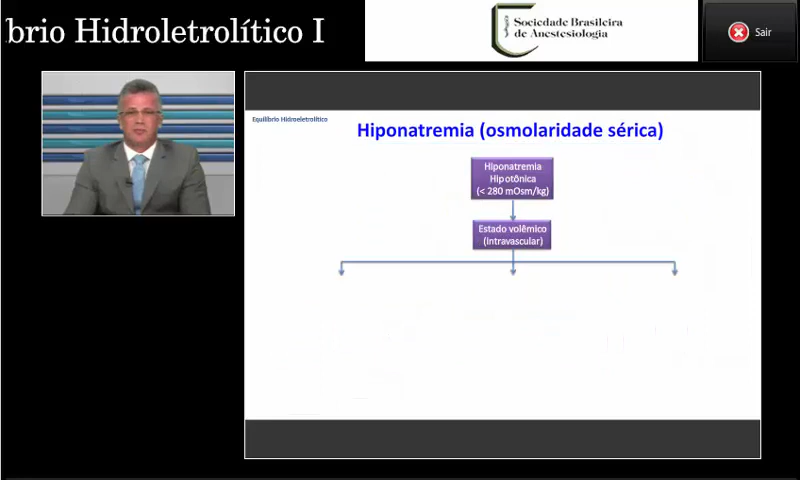 brio Hidroletrolítico I
Sociedade Brasileira
de Anestesiologia
Sair
Equilíbrio Hidroeletrolítico
Hiponatremia (osmolaridade sérica)
Hiponatremia
Hipotônica
(< 280 mOsm/kg)
Estado volêmico
(intravascular)